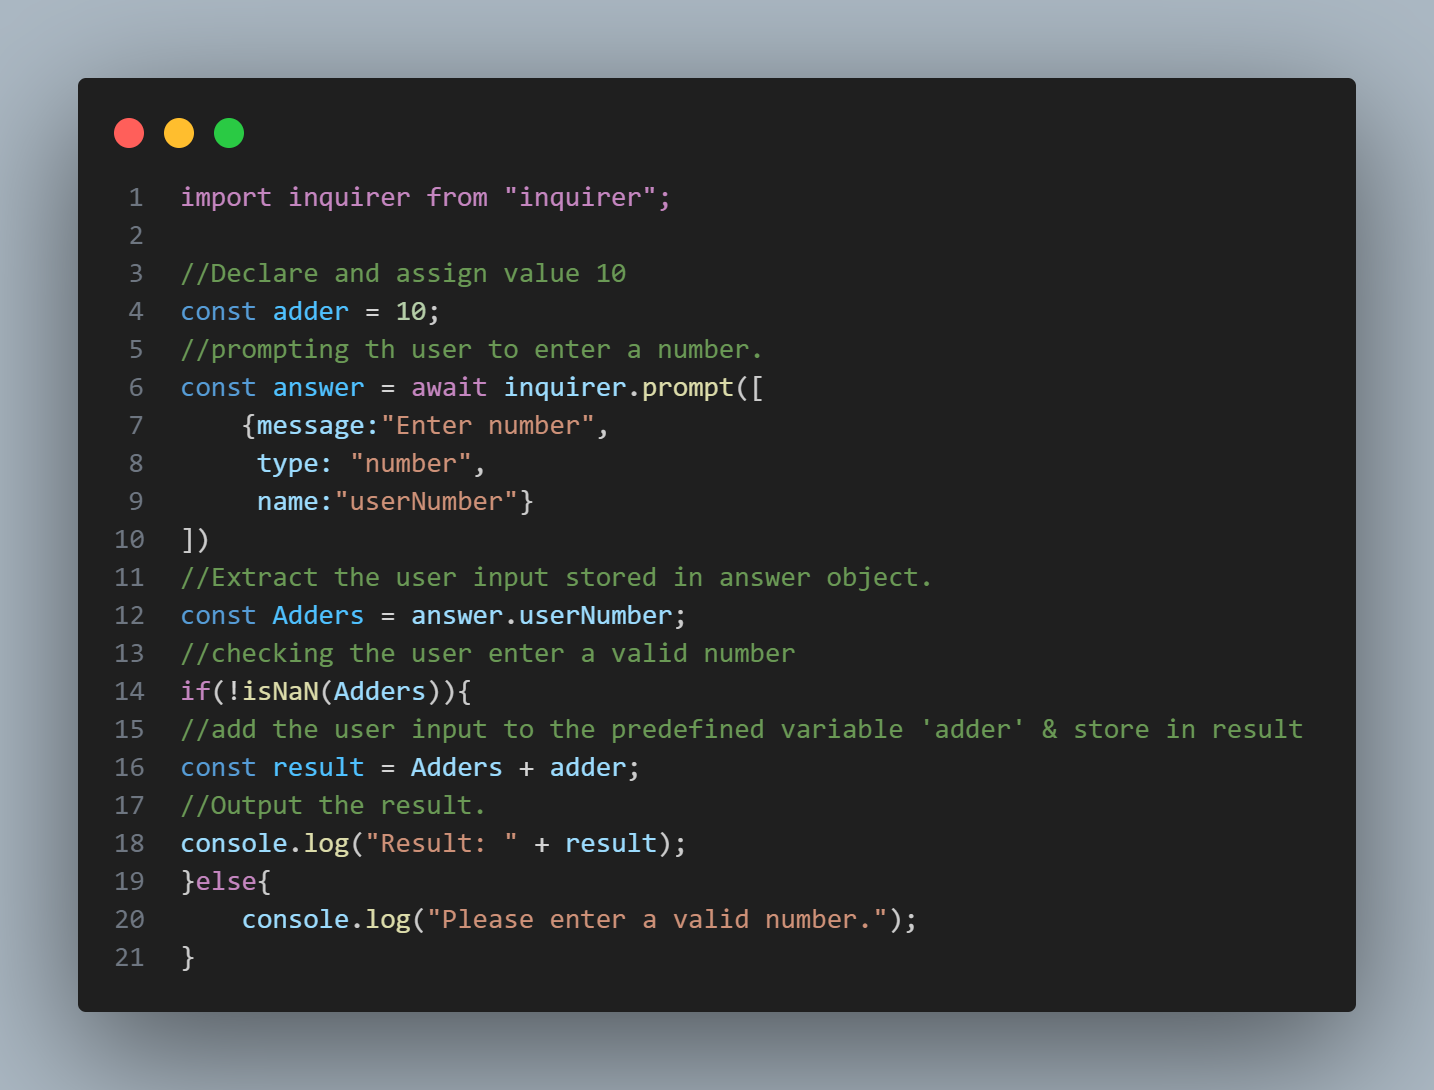 1 import inquirer from "inquirer";
2
3 //Declare and assign value 10
4 const adder = 10;
5 //prompting th user to enter a number.
6 const answer = await inquirer.prompt([
7     {message:"Enter number",
8      type: "number",
9      name:"userNumber"}
10 ])
11 //Extract the user input stored in answer object.
12 const Adders = answer.userNumber;
13 //checking the user enter a valid number
14 if(!isNaN(Adders)){
15 //add the user input to the predefined variable 'adder' & store in result
16 const result = Adders + adder;
17 //Output the result.
18 console.log("Result: " + result);
19 }else{
20     console.log("Please enter a valid number.");
21 }